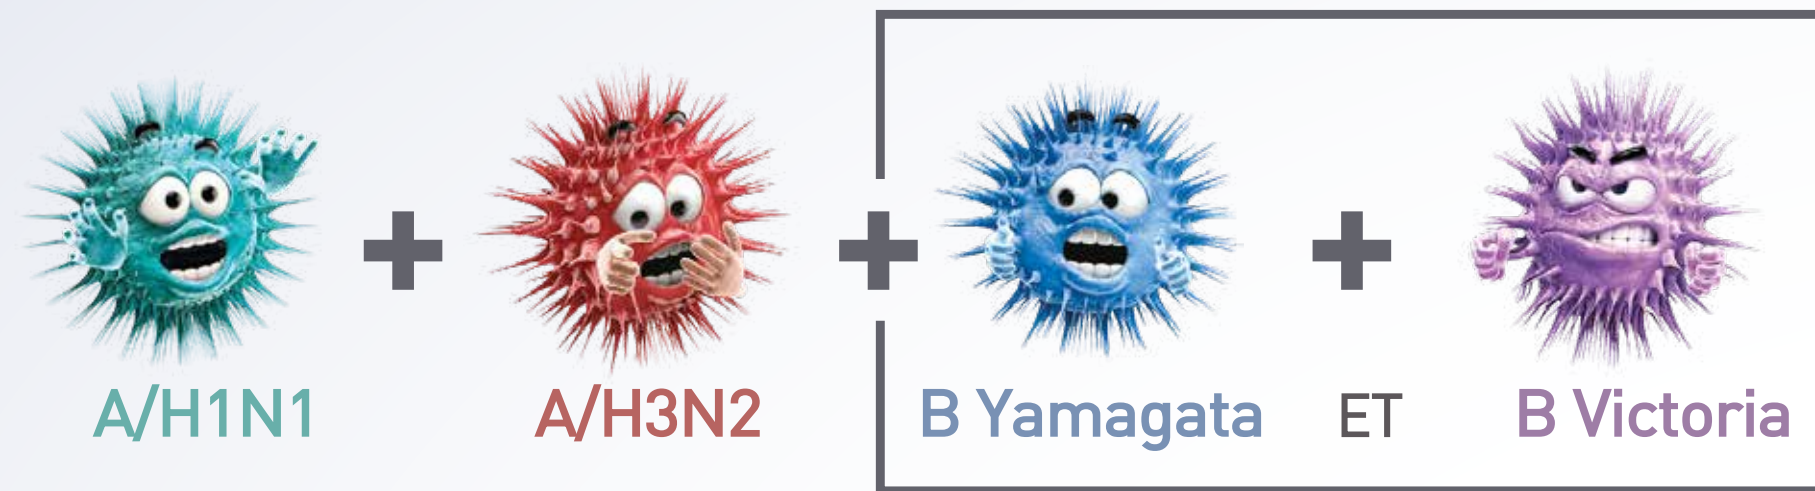 A/H1N1 + A/H3N2 + B Yamagata ET + B Victoria